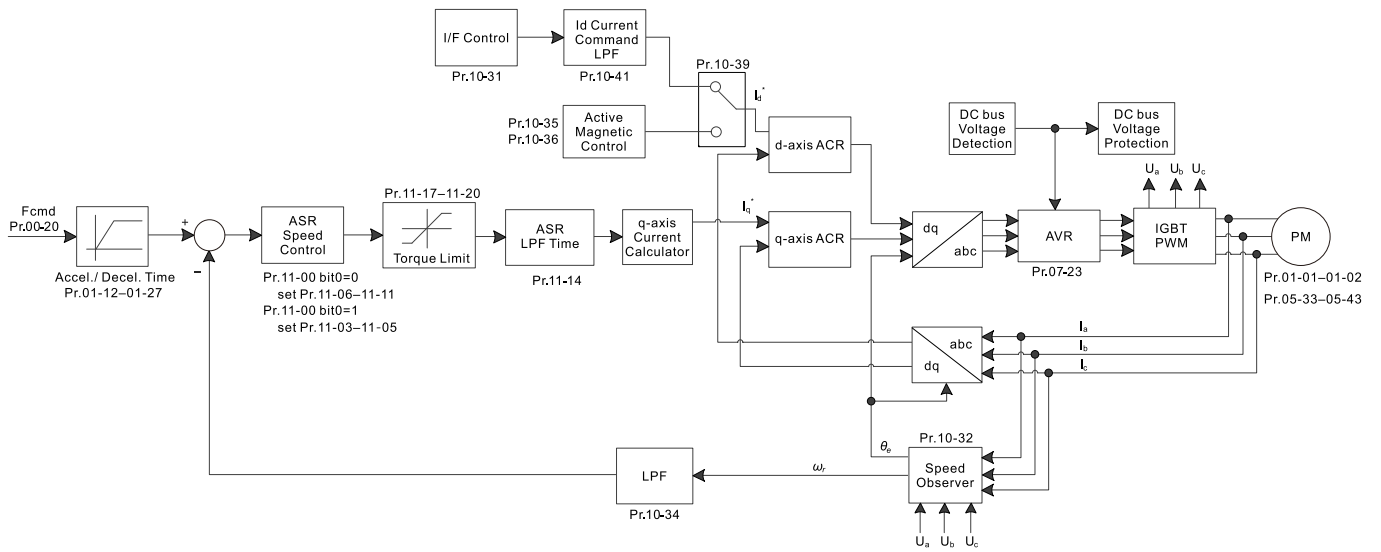 I/F Control
Pr.10-31
Id Current
Command
LPF
Pr.10-41
Pr.10-39
Id*
Pr.10-35
Pr.10-36
Active
Magnetic
Control
d-axis ACR
DC bus
Voltage
Detection
DC bus
Voltage
Protection
Ua Ub Uc
Fcmd
Pr.00-20
Accel./ Decel. Time
Pr.01-12–01-27
+
–
ASR
Speed
Control
Pr.11-00 bit0=0
set Pr.11-06–11-11
Pr.11-00 bit0=1
set Pr.11-03–11-05
Pr.11-17–11-20
Torque Limit
ASR
LPF Time
Pr.11-14
q-axis
Current
Calculator
Iq*
q-axis ACR
dq
abc
AVR
Pr.07-23
IGBT
PWM
PM
Pr.01-01–01-02
Pr.05-33–05-43
abc
dq
Ia
Ib
Ic
θe
Pr.10-32
Speed
Observer
Ua Ub Uc
ωr
LPF
Pr.10-34